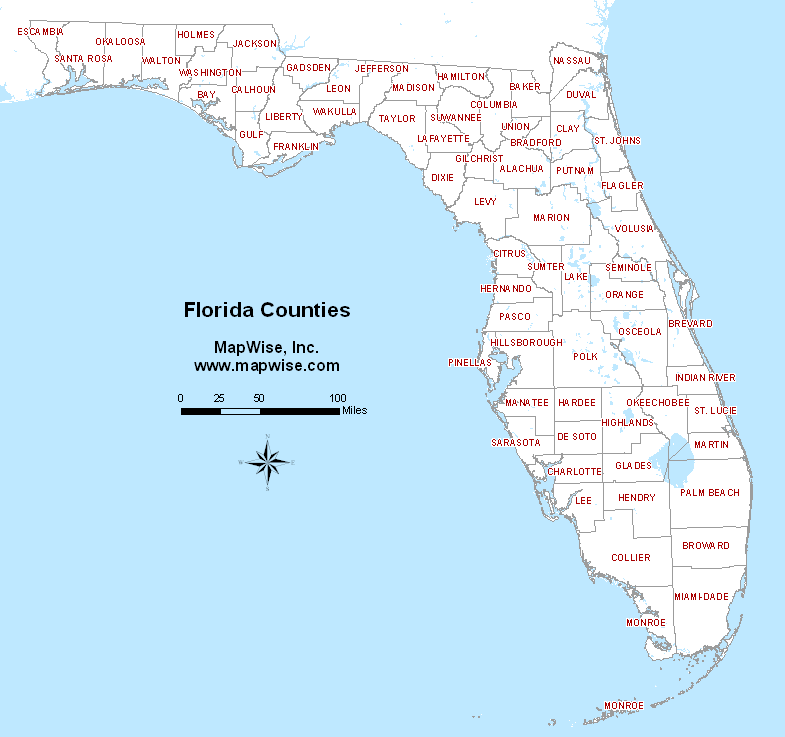 ESCAMBIA
SANTA ROSA
OKALOOSA
WALTON
HOLMES
WASHINGTON
JACKSON
BAY
CALHOUN
GULF
LIBERTY
GADSDEN
FRANKLIN
LEON
WAKULLA
JEFFERSON
MADISON
TAYLOR
HAMILTON
SUWANNEE
LAFAYETTE
DIXIE
COLUMBIA
GILCHRIST
BAKER
UNION
BRADFORD
ALACHUA
LEVY
NASSAU
DUVAL
CLAY
ST. JOHNS
PUTNAM
FLAGLER
MARION
VOLUSIA
CITRUS
SUMTER
LAKE
SEMINOLE
HERNANDO
ORANGE
PASCO
OSCEOLA
BREVARD
HILLSBOROUGH
PINELLAS
POLK
INDIAN RIVER
MANATEE
HARDEE
OKEECHOBEE
ST. LUCIE
HIGHLANDS
SARASOTA
DE SOTO
MARTIN
CHARLOTTE
GLADES
LEE
HENDRY
PALM BEACH
COLLIER
BROWARD
MIAMI-DADE
MONROE
MONROE
Florida Counties
MapWise, Inc.
www.mapwise.com
0 25 50 100
Miles
N
W E
S